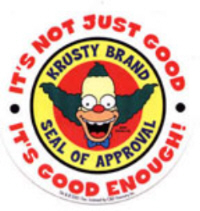 IT'S NOT JUST GOOD
KRUSTY BRAND
SEAL OF APPROVAL
IT'S GOOD ENOUGH!